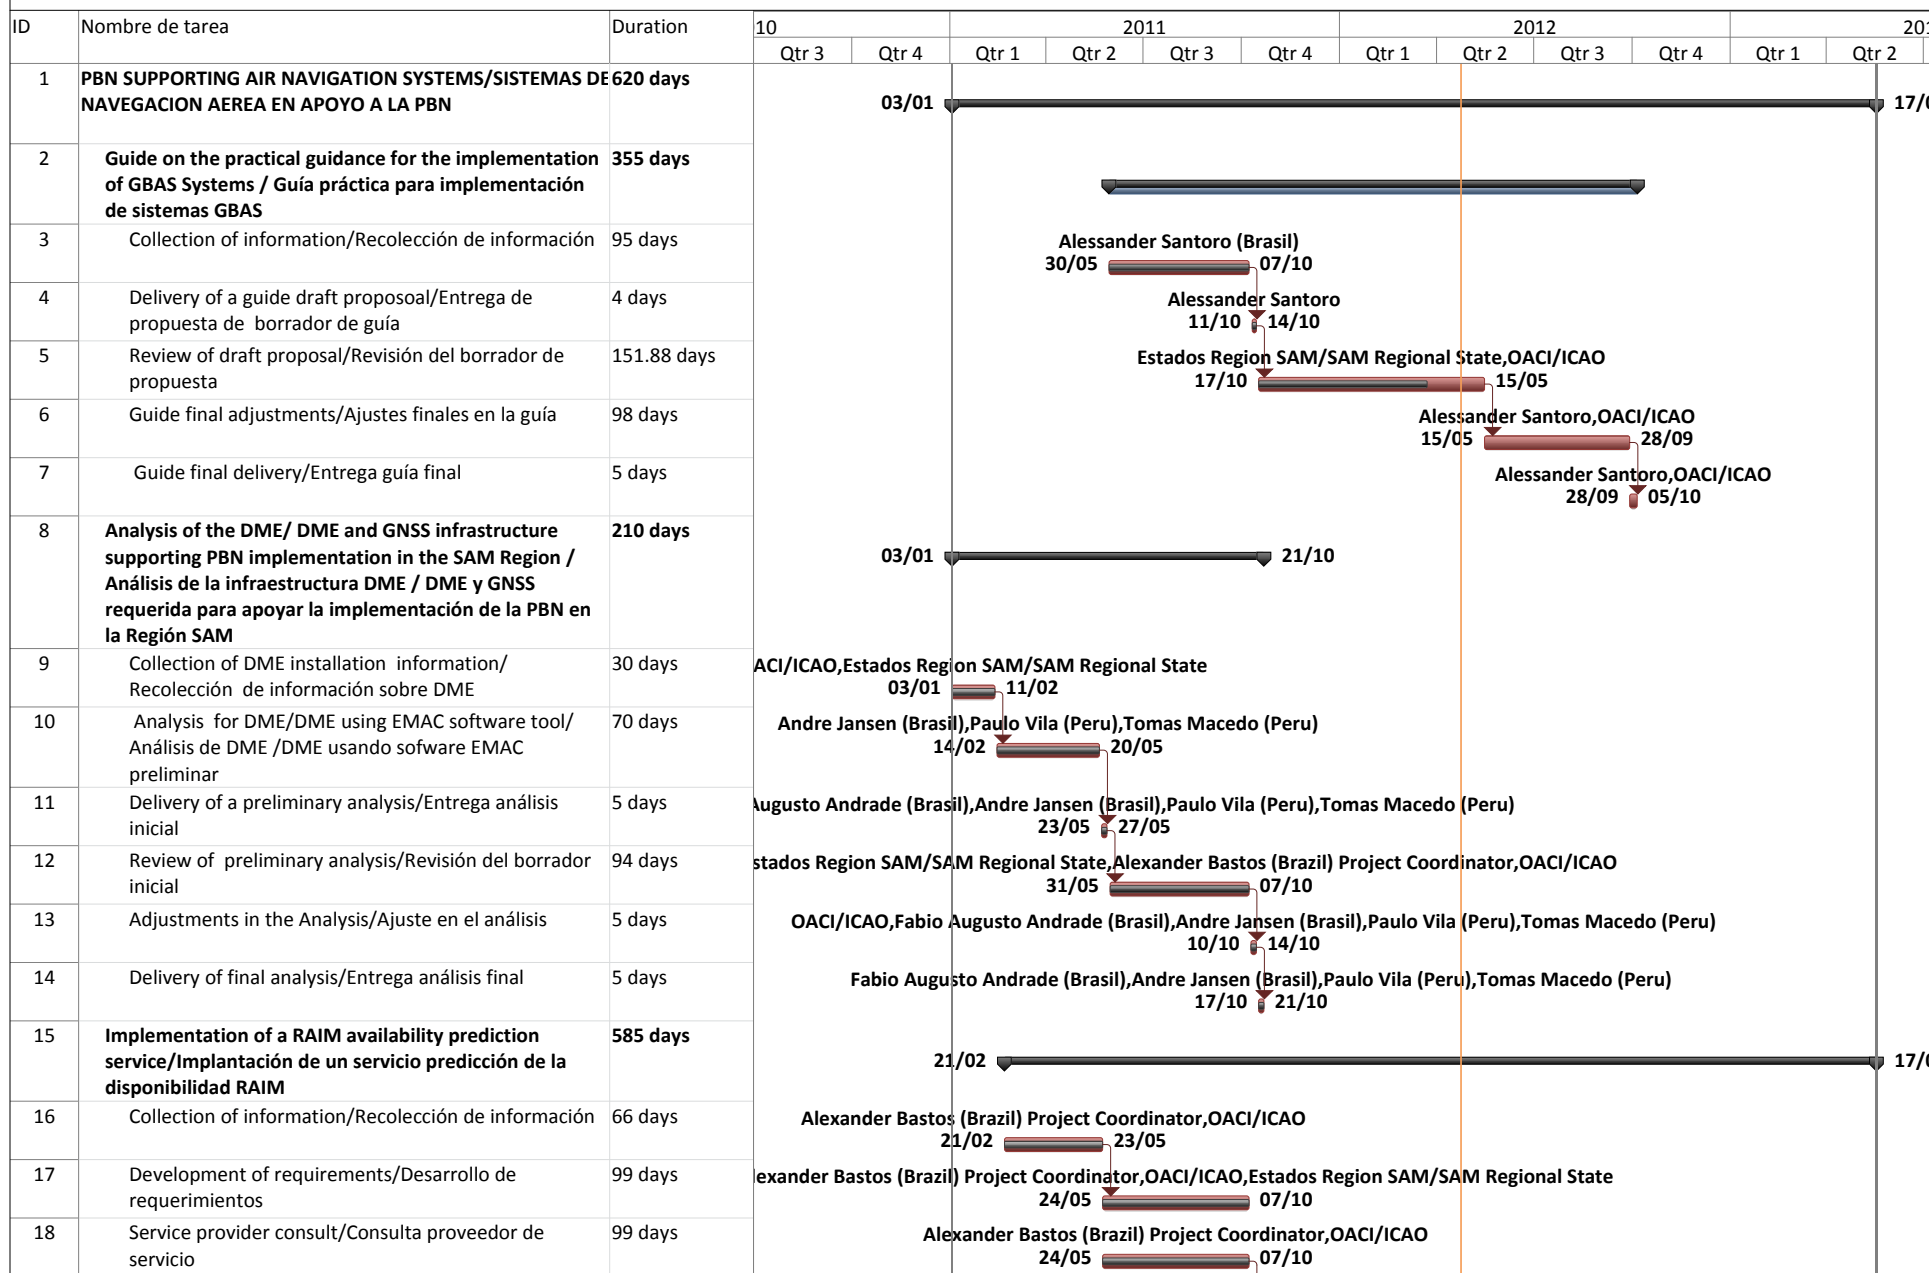 ID Nombre de tarea Duration 10 2011 2012 201
Qtr 3 Qtr 4 Qtr 1 Qtr 2 Qtr 3 Qtr 4 Qtr 1 Qtr 2 Qtr 3 Qtr 4 Qtr 1 Qtr 2
1 PBN SUPPORTING AIR NAVIGATION SYSTEMS/SISTEMAS DE 620 days
NAVEGACION AEREA EN APOYO A LA PBN
03/01 17/0
2 Guide on the practical guidance for the implementation 355 days
of GBAS Systems / Guía práctica para implementación
de sistemas GBAS
3 Collection of information/Recolección de información 95 days
Alessander Santoro (Brasil)
30/05 07/10
4 Delivery of a guide draft proposoal/Entrega de 4 days
propuesta de borrador de guía
Alessander Santoro
11/10 14/10
5 Review of draft proposal/Revisión del borrador de 151.88 days
propuesta
Estados Region SAM/SAM Regional State,OACI/ICAO
17/10 15/05
6 Guide final adjustments/Ajustes finales en la guía 98 days
Alessander Santoro,OACI/ICAO
15/05 28/09
7 Guide final delivery/Entrega guía final 5 days
Alessander Santoro,OACI/ICAO
28/09 05/10
8 Analysis of the DME/ DME and GNSS infrastructure 210 days
supporting PBN implementation in the SAM Region /
Análisis de la infraestructura DME / DME y GNSS
requerida para apoyar la implementación de la PBN en
la Región SAM
03/01 21/10
9 Collection of DME installation information/ 30 days
Recolección de información sobre DME
ACI/ICAO,Estados Region SAM/SAM Regional State
03/01 11/02
10 Analysis for DME/DME using EMAC software tool/ 70 days
Análisis de DME /DME usando sofware EMAC
preliminar
Andre Jansen (Brasil),Paulo Vila (Peru),Tomas Macedo (Peru)
14/02 20/05
11 Delivery of a preliminary analysis/Entrega análisis 5 days
inicial
Augusto Andrade (Brasil),Andre Jansen (Brasil),Paulo Vila (Peru),Tomas Macedo (Peru)
23/05 27/05
12 Review of preliminary analysis/Revisión del borrador 94 days
inicial
stados Region SAM/SAM Regional State,Alexander Bastos (Brazil) Project Coordinator,OACI/ICAO
31/05 07/10
13 Adjustments in the Analysis/Ajuste en el análisis 5 days
OACI/ICAO,Fabio Augusto Andrade (Brasil),Andre Jansen (Brasil),Paulo Vila (Peru),Tomas Macedo (Peru)
10/10 14/10
14 Delivery of final analysis/Entrega análisis final 5 days
Fabio Augusto Andrade (Brasil),Andre Jansen (Brasil),Paulo Vila (Peru),Tomas Macedo (Peru)
17/10 21/10
15 Implementation of a RAIM availability prediction 585 days
service/Implantación de un servicio predicción de la
disponibilidad RAIM
21/02 17/0
16 Collection of information/Recolección de información 66 days
Alexander Bastos (Brazil) Project Coordinator,OACI/ICAO
21/02 23/05
17 Development of requirements/Desarrollo de 99 days
requerimientos
lexander Bastos (Brazil) Project Coordinator,OACI/ICAO,Estados Region SAM/SAM Regional State
24/05 07/10
18 Service provider consult/Consulta proveedor de 99 days
servicio
Alexander Bastos (Brazil) Project Coordinator,OACI/ICAO
24/05 07/10